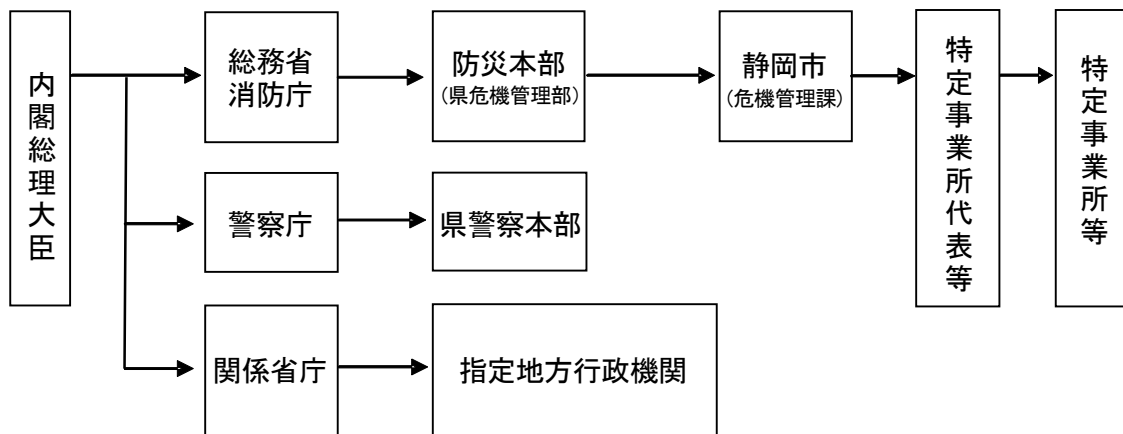 内閣総理大臣
総務省
消防庁
防災本部
(県危機管理部)
静岡市
(危機管理課)
特定事業所代表等
特定事業所等
警察庁
県警察本部
関係省庁
指定地方行政機関